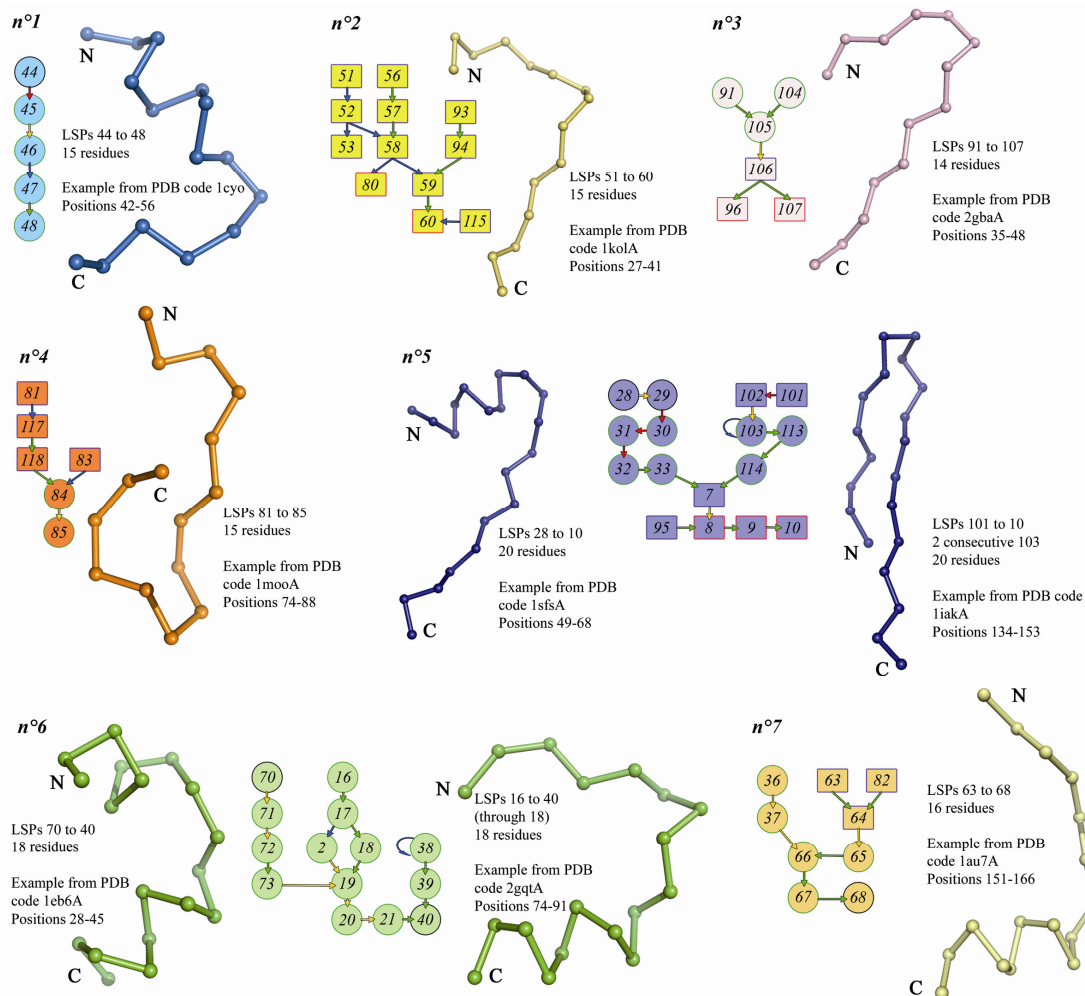 n°1
N
44
45
46
47
48
LSPs 44 to 48
15 residues
Example from PDB code 1cyo
Positions 42-56
C
n°2
N
51
56
52
57
93
53
58
94
80
59
60
115
LSPs 51 to 60
15 residues
Example from PDB
code 1kolA
Positions 27-41
C
n°3
N
91
104
105
106
96
107
LSPs 91 to 107
14 residues
Example from PDB
code 2gbaA
Positions 35-48
C
n°4
N
81
117
118
83
84
85
C
LSPs 81 to 85
15 residues
Example from PDB
code 1mooA
Positions 74-88
n°5
N
LSPs 28 to 10
20 residues
Example from PDB
code 1sfsA
Positions 49-68
C
28
29
102
101
31
30
103
113
32
33
114
7
95
8
9
10
N
LSPs 101 to 10
2 consecutive 103
20 residues
Example from PDB code
1iakA
Positions 134-153
C
n°6
N
LSPs 70 to 40
18 residues
Example from PDB
code 1eb6A
Positions 28-45
C
70
16
71
17
72
2
18
38
73
19
39
20
21
40
N
LSPs 16 to 40
(through 18)
18 residues
Example from PDB
code 2gqtA
Positions 74-91
C
n°7
N
36
63
82
37
64
66
65
67
68
LSPs 63 to 68
16 residues
Example from PDB
code 1au7A
Positions 151-166
C